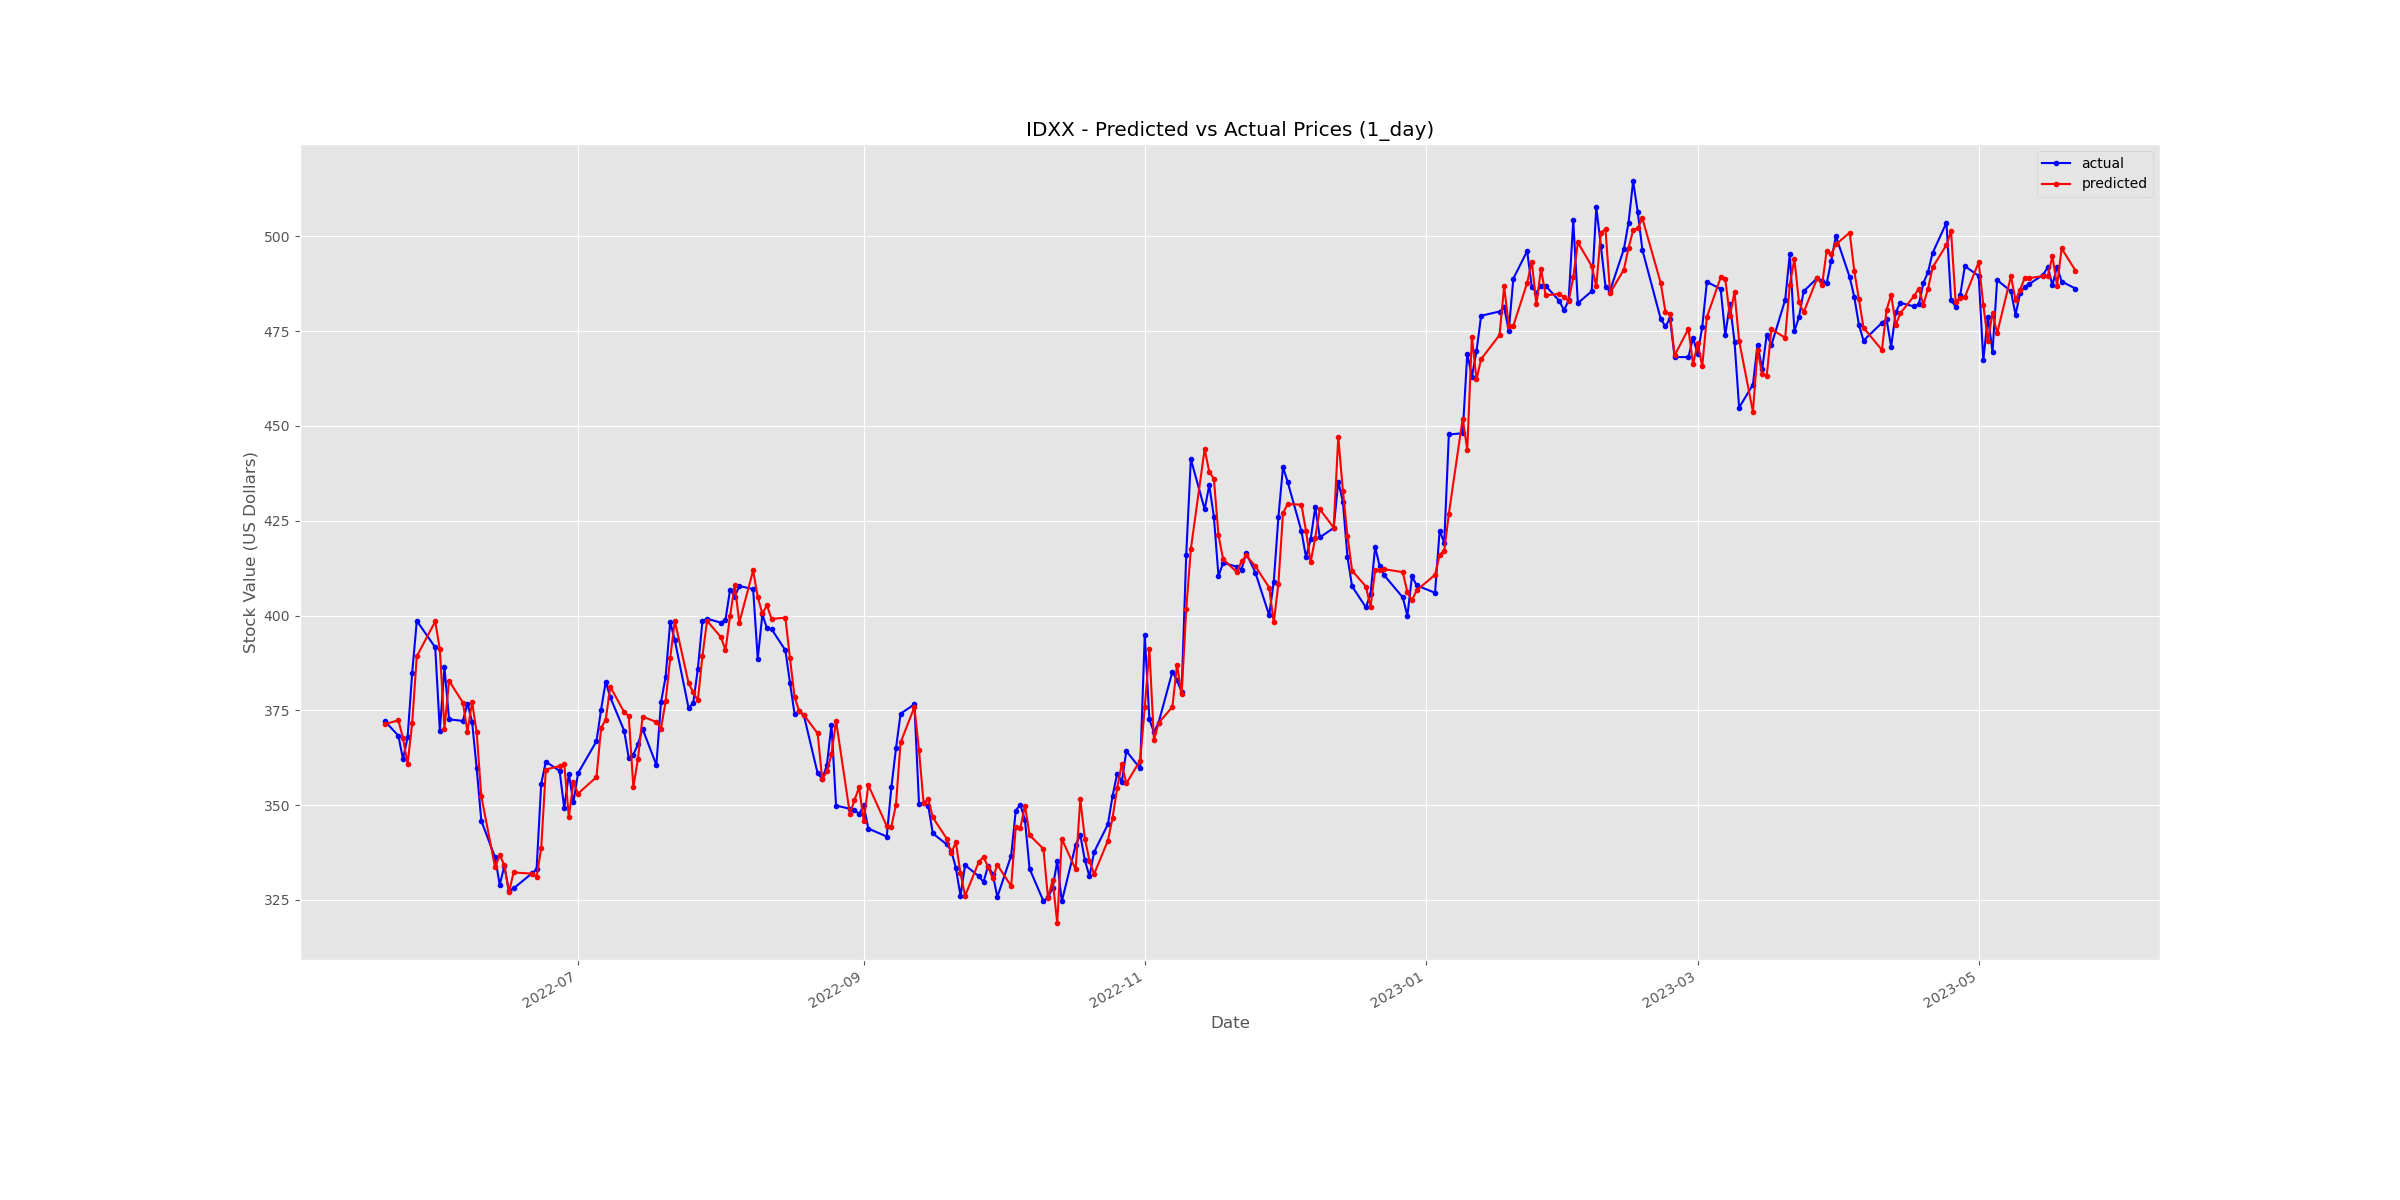 IDXX - Predicted vs Actual Prices (1_day)
actual
predicted
500
475
450
425
400
375
350
325
Stock Value (US Dollars)
2022-07
2022-09
2022-11
2023-01
2023-03
2023-05
Date